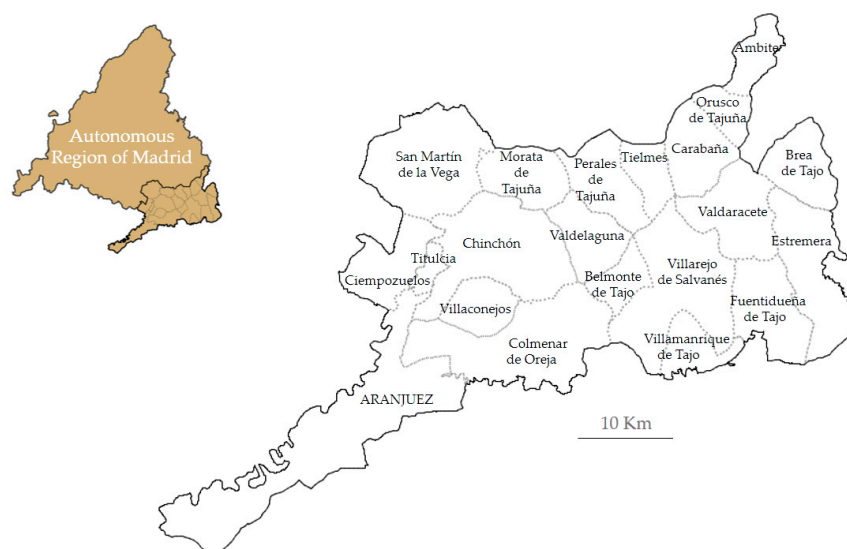 Autonomous
Region of Madrid
Ambite
Orusco
de Tajuña
San Martín
de la Vega
Morata
de
Tajuña
Perales
de
Tajuña
Tielmes
Carabaña
Brea
de Tajo
Valdaracete
Chinchón
Valdelaguna
Estremera
Titulcia
Ciempozuelos
Belmonte
de Tajo
Villarejo
de Salvanés
Villaconejos
Fuentidueña
de Tajo
Colmenar
de Oreja
Villamanrique
de Tajo
ARANJUEZ
10 Km